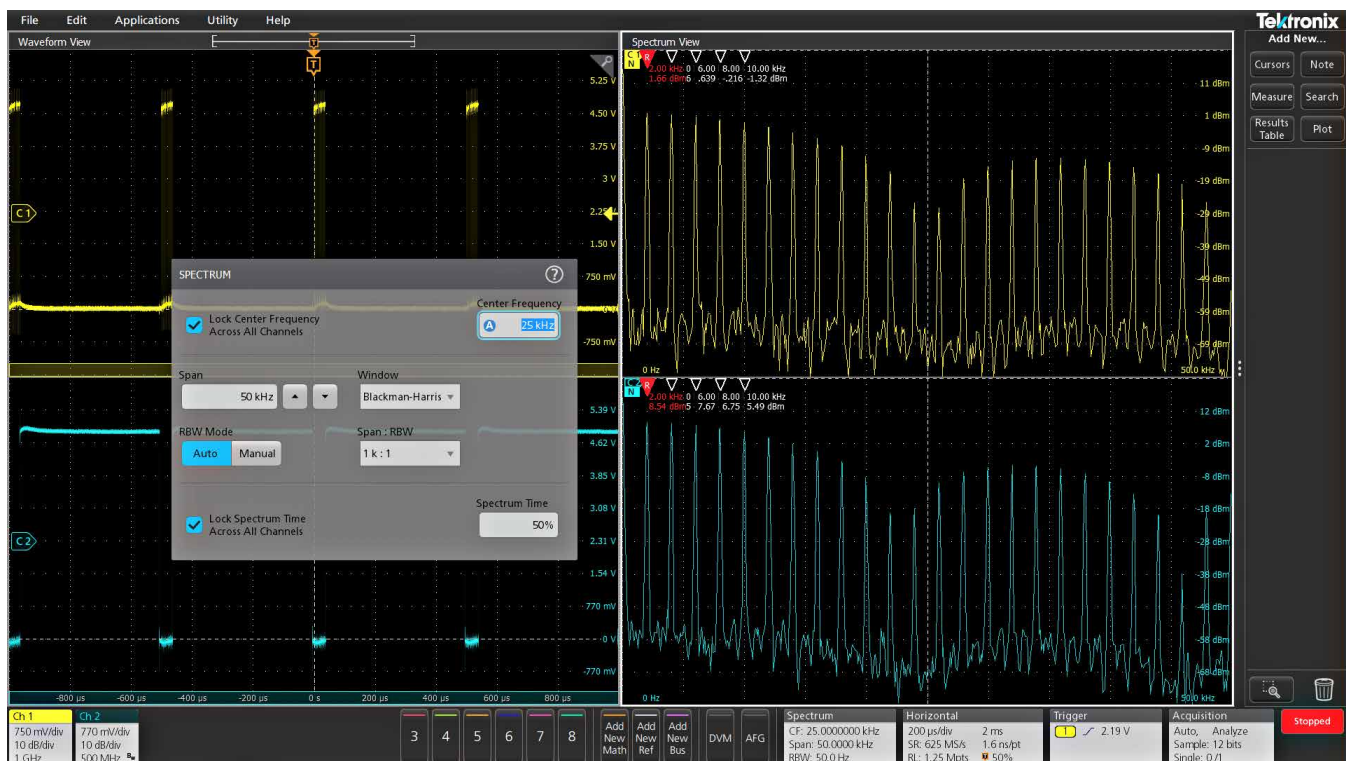 File Edit Applications Utility Help
Tektronix
Waveform View
Spectrum View
Add New...
Cursors Note
Measure Search
Results Table Plot
T
T
5.25 V
4.50 V
3.75 V
3 V
1.50 V
750 mV
-750 mV
C1
C 1
N
R
2.00 kHz 0 6.00 8.00 10.00 kHz
1.66 dBm 6 .639 -.216 -1.32 dBm
11 dBm
1 dBm
-9 dBm
-19 dBm
-29 dBm
-39 dBm
-49 dBm
-59 dBm
-69 dBm
0 Hz
50.0 kHz
SPECTRUM
?
Lock Center Frequency
Across All Channels
Center Frequency
A 25 kHz
Span
50 kHz
Window
Blackman-Harris
RBW Mode
Auto Manual
Span : RBW
1 k : 1
Lock Spectrum Time
Across All Channels
Spectrum Time
50%
C2
5.39 V
4.62 V
3.85 V
3.08 V
2.31 V
1.54 V
770 mV
0 V
-770 mV
C 2
N
R
2.00 kHz 0 6.00 8.00 10.00 kHz
8.54 dBm 5 7.67 6.75 5.49 dBm
12 dBm
2 dBm
-8 dBm
-18 dBm
-28 dBm
-38 dBm
-48 dBm
-58 dBm
-68 dBm
0 Hz
50.0 kHz
-800 µs -600 µs -400 µs -200 µs 0 s 200 µs 400 µs 600 µs 800 µs
Ch 1
750 mV/div
10 dB/div
1 GHz
Ch 2
770 mV/div
10 dB/div
500 MHz
3 4 5 6 7 8
Add New Math
Add New Ref
Add New Bus
DVM AFG
Spectrum
CF: 25.0000000 kHz
Span: 50.0000 kHz
RBW: 50.0 Hz
Horizontal
200 µs/div 2 ms
SR: 625 MS/s 1.6 ns/pt
RL: 1.25 Mpts 50%
Trigger
1 2.19 V
Acquisition
Auto, Analyze
Sample: 12 bits
Single: 0/1
Stopped